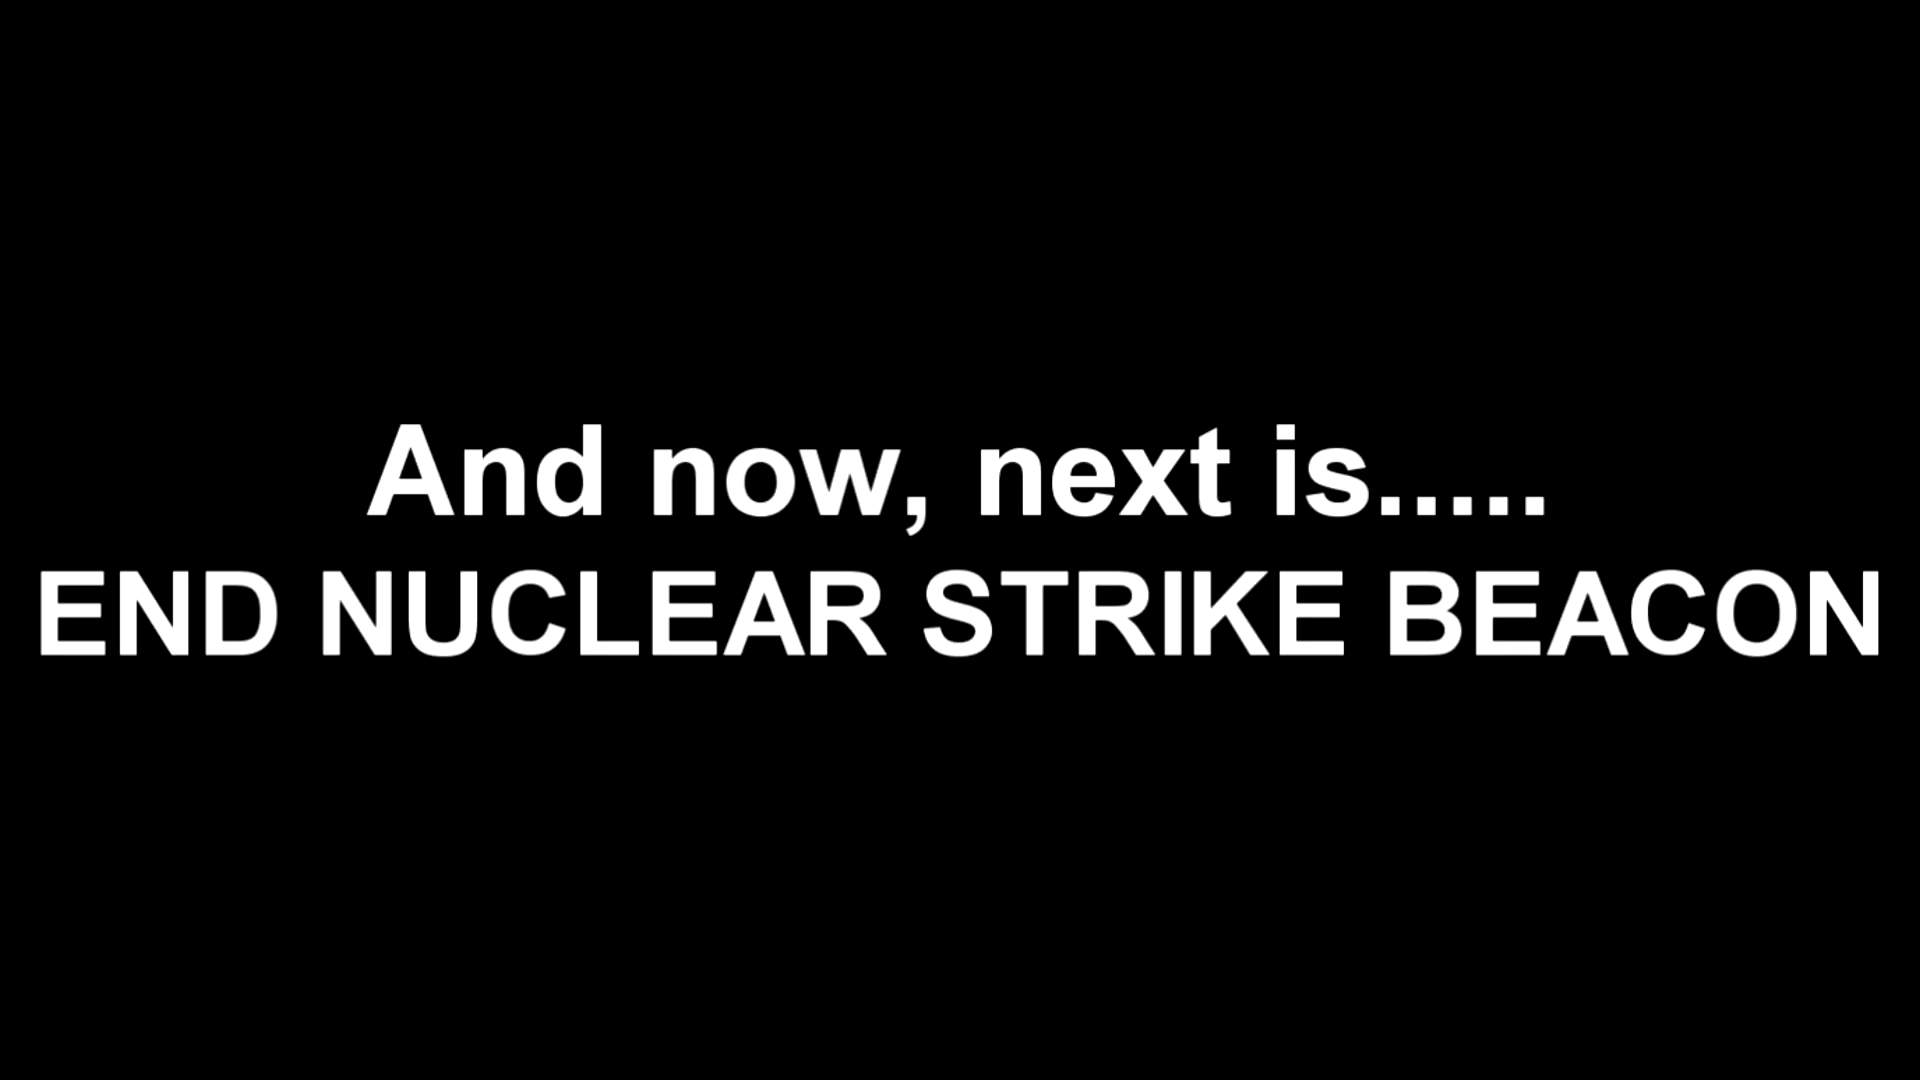 And now, next is.....
END NUCLEAR STRIKE BEACON